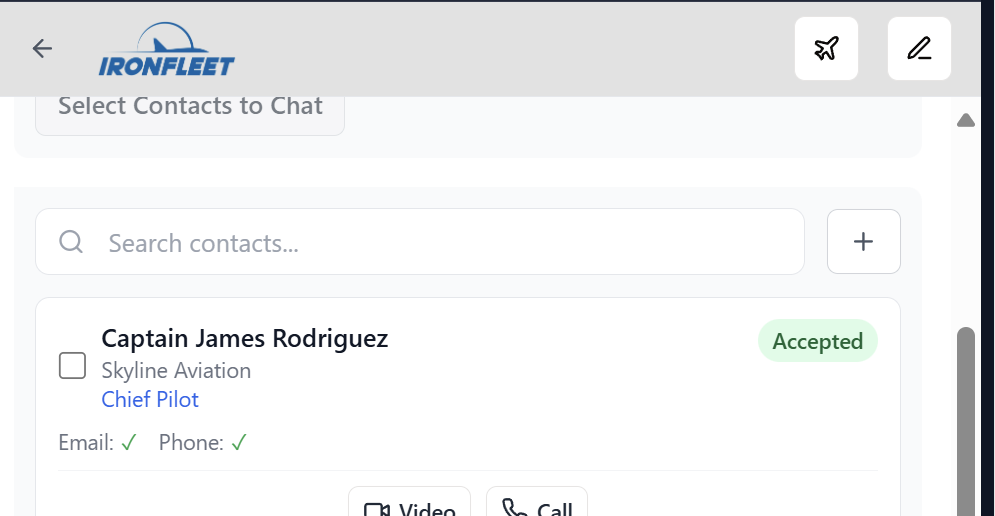 IRONFLEET
Select Contacts to Chat
Search contacts...
Captain James Rodriguez
Accepted
Skyline Aviation
Chief Pilot
Email: ✓ Phone: ✓
Video Call